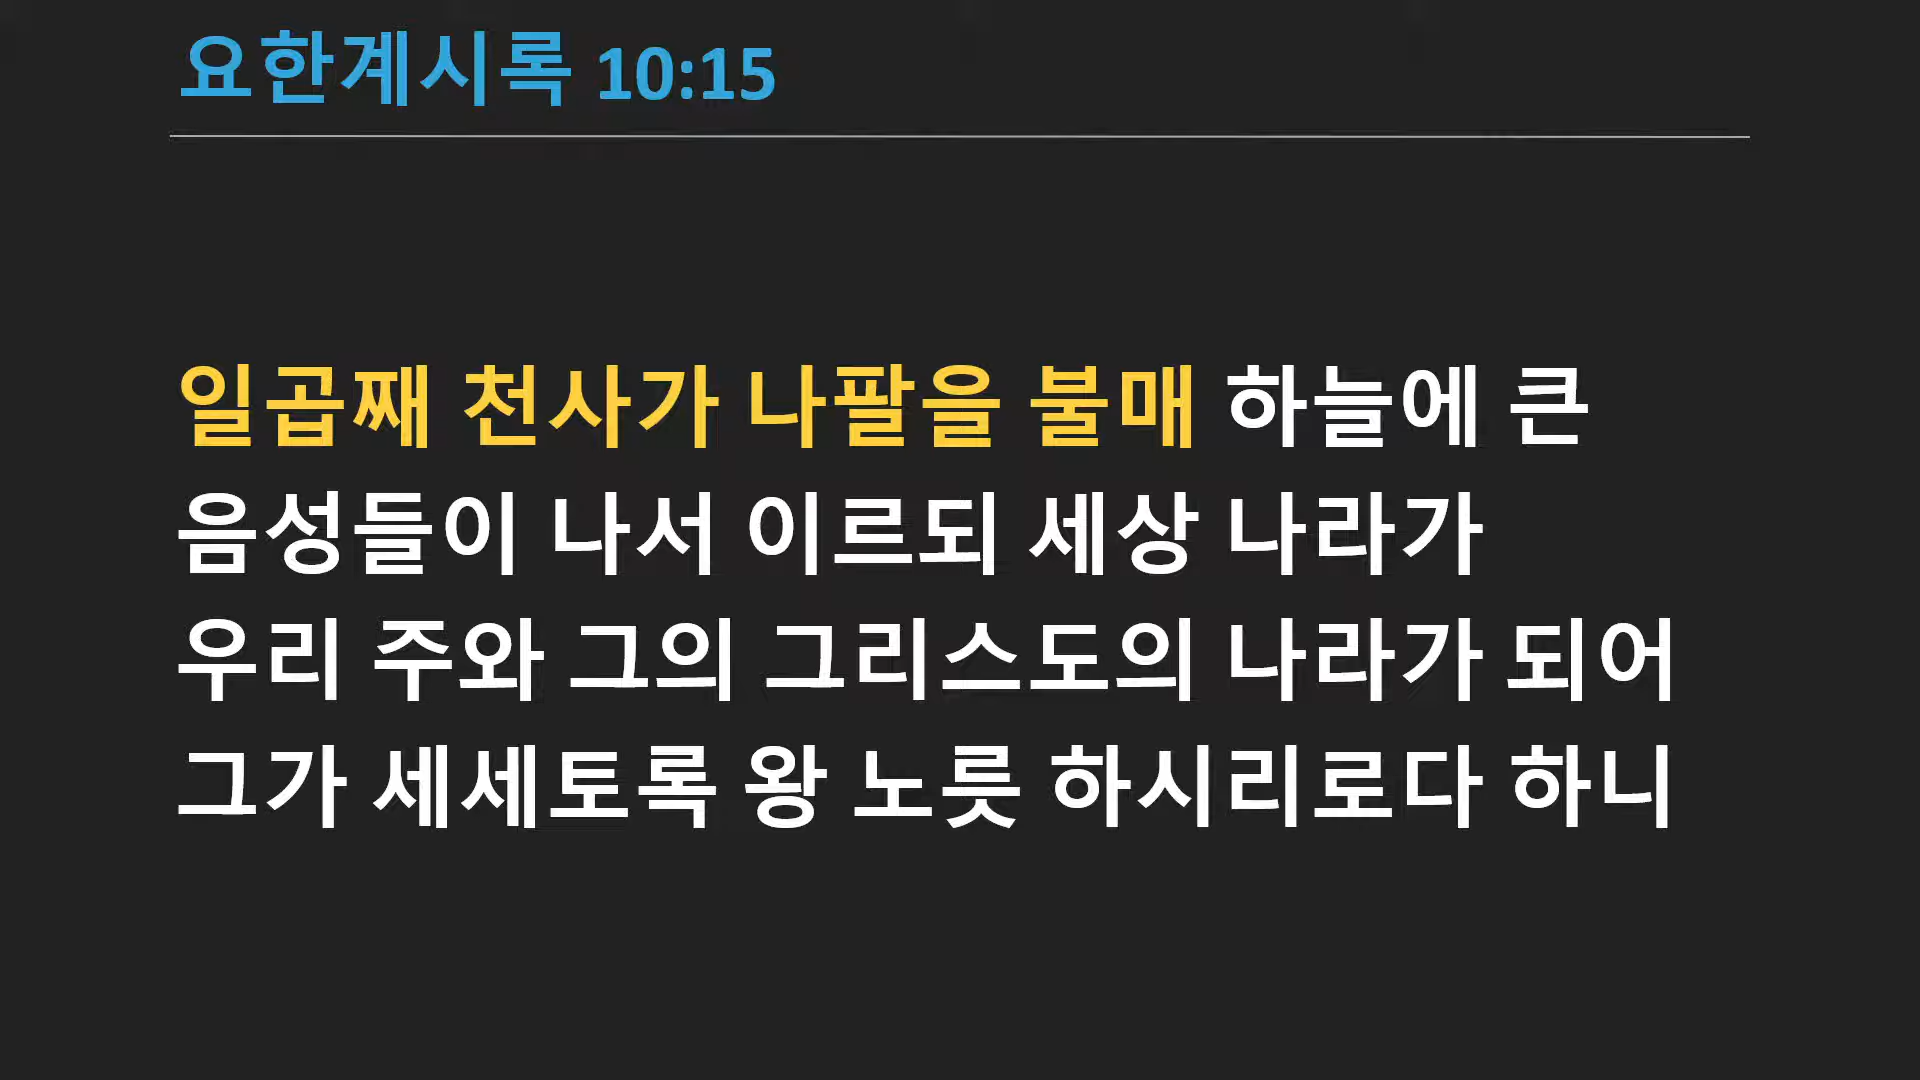 요한계시록 10:15
일곱째 천사가 나팔을 불매 하늘에 큰
음성들이 나서 이르되 세상 나라가
우리 주와 그의 그리스도의 나라가 되어
그가 세세토록 왕 노릇 하시리로다 하니